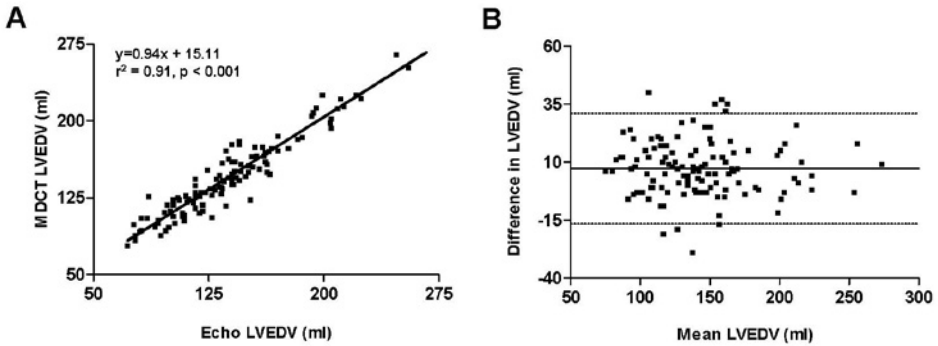 A
y=0.94x + 15.11
r² = 0.91, p < 0.001
275
200
125
50
MDCT LVEDV (ml)
50 125 200 275
Echo LVEDV (ml)
B
60
35
10
-15
-40
Difference in LVEDV (ml)
50 100 150 200 250 300
Mean LVEDV (ml)